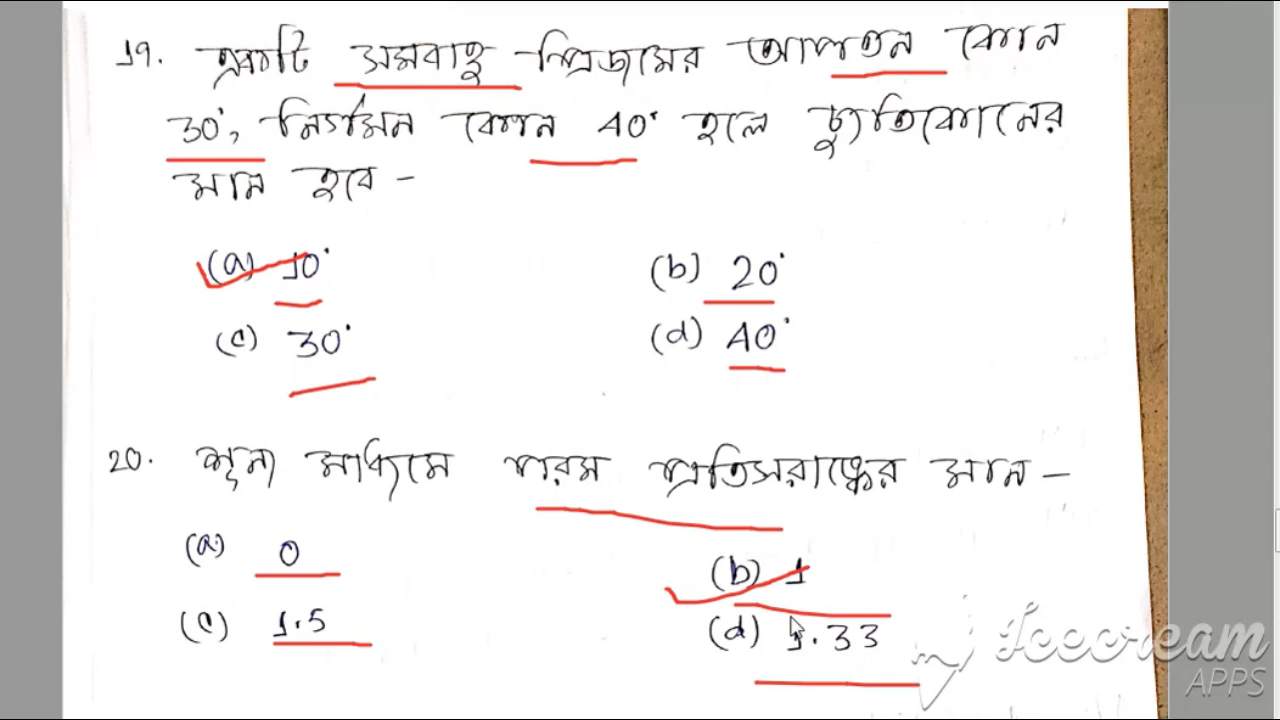 19. একটি সমবাহু প্রিজমের আপতন কোন
30°, নির্গমন কোন 40° হলে চ্যুতিকোনের
মান হবে -
(a) 10° (b) 20°
(c) 30° (d) 40°
20. শূন্য মাধ্যমে পরম প্রতিসরাঙ্কের মান -
(a) 0 (b) 1
(c) 1.5 (d) 1.33
Icecream
APPS